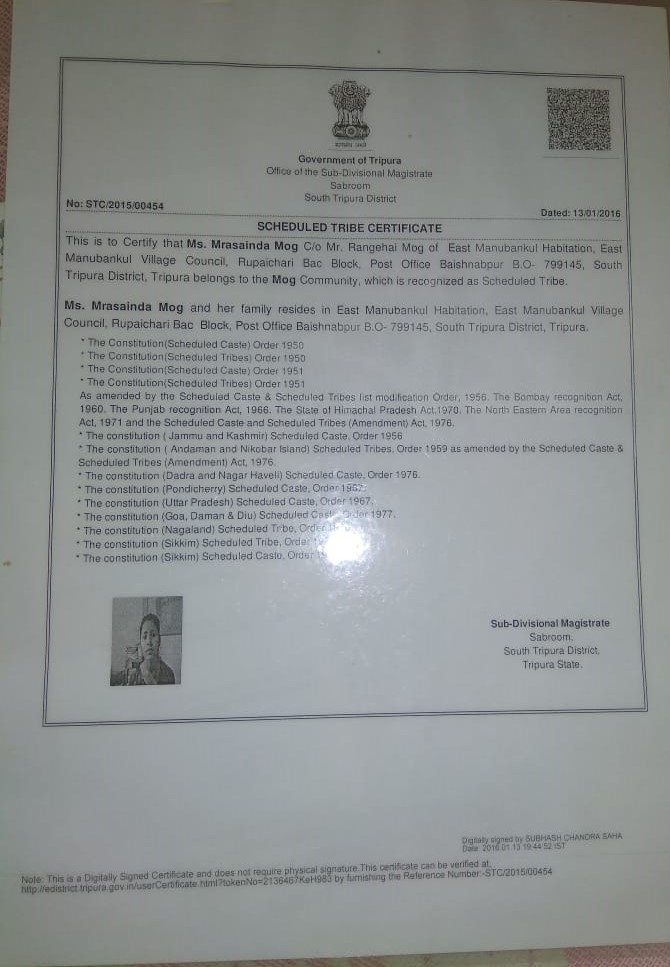 सत्यमेव जयते
Government of Tripura
Office of the Sub-Divisional Magistrate
Sabroom
South Tripura District
No: STC/2015/00454
Dated: 13/01/2016
SCHEDULED TRIBE CERTIFICATE
This is to Certify that Ms. Mrasainda Mog C/o Mr. Rangehai Mog of East Manubankul Habitation, East
Manubankul Village Council, Rupaichari Bac Block, Post Office Baishnabpur B.O- 799145, South
Tripura District, Tripura belongs to the Mog Community, which is recognized as Scheduled Tribe.
Ms. Mrasainda Mog and her family resides in East Manubankul Habitation, East Manubankul Village
Council, Rupaichari Bac Block, Post Office Baishnabpur B.O- 799145, South Tripura District, Tripura.
* The Constitution(Scheduled Caste) Order 1950
* The Constitution(Scheduled Tribes) Order 1950
* The Constitution(Scheduled Caste) Order 1951
* The Constitution(Scheduled Tribes) Order 1951
As amended by the Scheduled Caste & Scheduled Tribes list modification Order, 1956. The Bombay recognition Act,
1960. The Punjab recognition Act, 1966. The State of Himachal Pradesh Act.1970. The North Eastern Area recognition
Act, 1971 and the Scheduled Caste and Scheduled Tribes (Amendment) Act, 1976.
* The constitution ( Jammu and Kashmir) Scheduled Caste, Order 1956
* The constitution ( Andaman and Nikobar Island) Scheduled Tribes, Order 1959 as amended by the Scheduled Caste &
Scheduled Tribes (Amendment) Act, 1976.
* The constitution (Dadra and Nagar Haveli) Scheduled Caste, Order 1976.
* The constitution (Pondicherry) Scheduled Caste, Order 1967.
* The constitution (Uttar Pradesh) Scheduled Caste, Order 1967.
* The constitution (Goa, Daman & Diu) Scheduled Caste, Order 1977.
* The constitution (Nagaland) Scheduled Tribe, Order
* The constitution (Sikkim) Scheduled Tribe, Order
* The constitution (Sikkim) Scheduled Caste, Order
Sub-Divisional Magistrate
Sabroom,
South Tripura District,
Tripura State.
Digitally signed by SUBHASH CHANDRA SAHA
Date: 2016.01.13 19:44:52 IST
Note: This is a Digitally Signed Certificate and does not require physical signature.This certificate can be verified at.
http://edistrict.tripura.gov.in/userCertificate.html?tokenNo=2136467KeH983 by furnishing the Reference Number:-STC/2015/00454